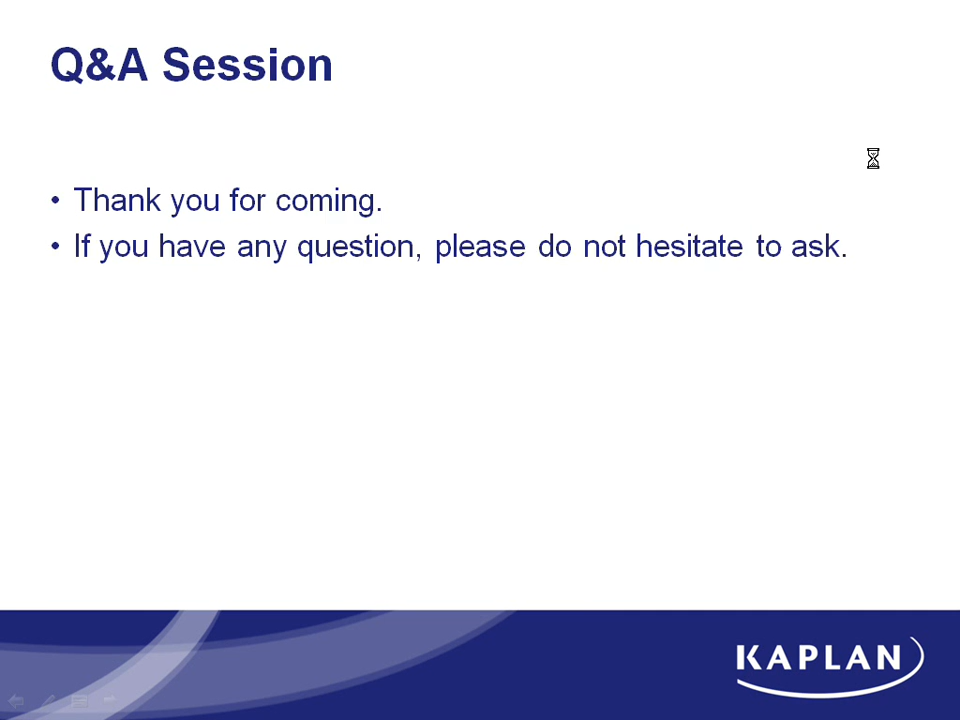 Q&A Session
• Thank you for coming.
• If you have any question, please do not hesitate to ask.
KAPLAN